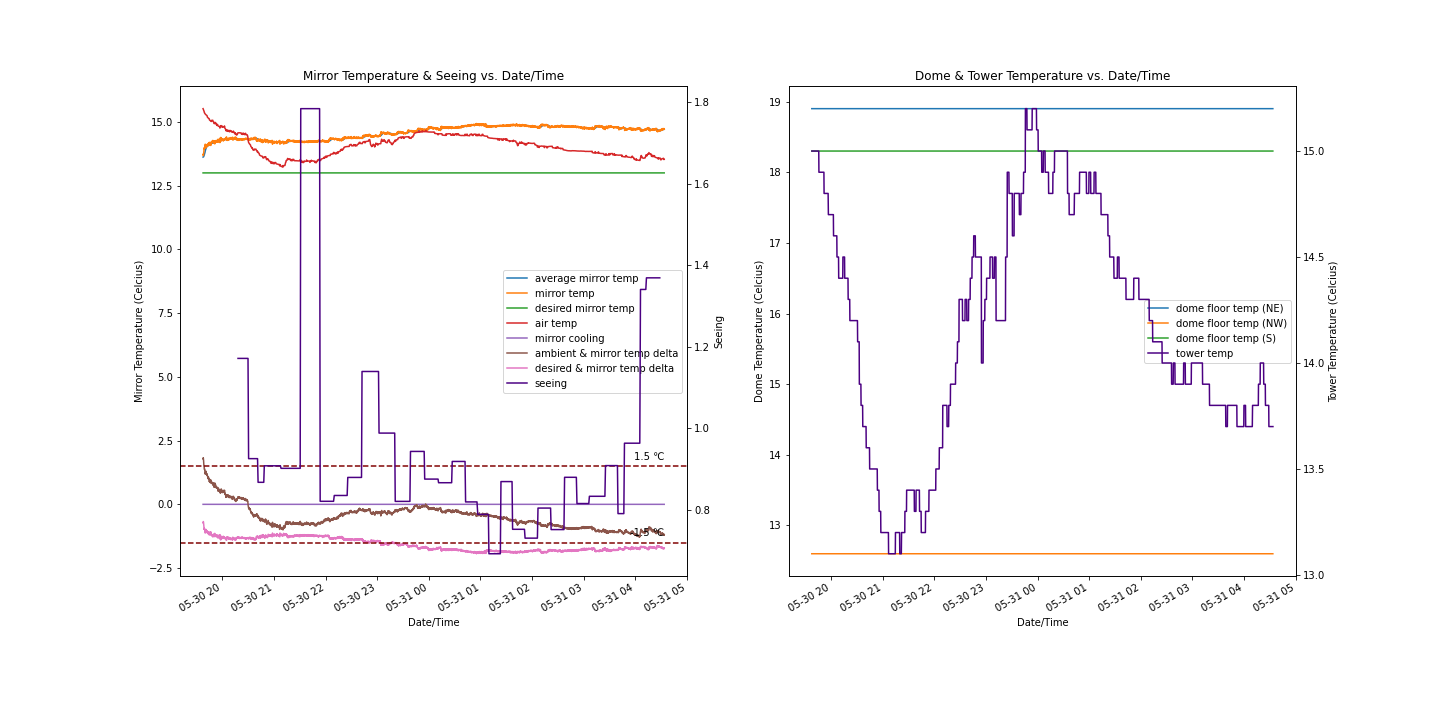 Mirror Temperature & Seeing vs. Date/Time
Mirror Temperature (Celcius)
15.0
12.5
10.0
7.5
5.0
2.5
0.0
−2.5
1.8
1.6
1.4
1.2
1.0
0.8
Seeing
average mirror temp
mirror temp
desired mirror temp
air temp
mirror cooling
ambient & mirror temp delta
desired & mirror temp delta
seeing
1.5 °C
-1.5 °C
05-30 20
05-30 21
05-30 22
05-30 23
05-31 00
05-31 01
05-31 02
05-31 03
05-31 04
05-31 05
Date/Time
Dome & Tower Temperature vs. Date/Time
Dome Temperature (Celcius)
19
18
17
16
15
14
13
15.0
14.5
14.0
13.5
13.0
Tower Temperature (Celcius)
dome floor temp (NE)
dome floor temp (NW)
dome floor temp (S)
tower temp
05-30 20
05-30 21
05-30 22
05-30 23
05-31 00
05-31 01
05-31 02
05-31 03
05-31 04
05-31 05
Date/Time